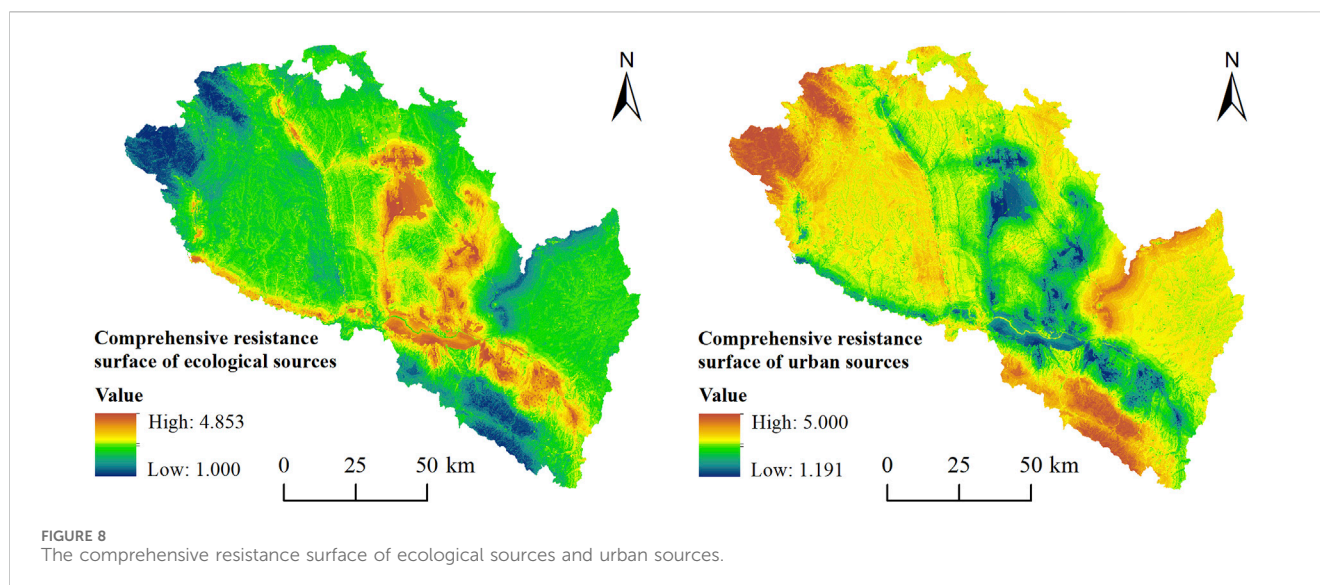 N
Comprehensive resistance
surface of ecological sources
Value
High: 4.853
Low: 1.000
0 25 50 km
N
Comprehensive resistance
surface of urban sources
Value
High: 5.000
Low: 1.191
0 25 50 km
FIGURE 8
The comprehensive resistance surface of ecological sources and urban sources.